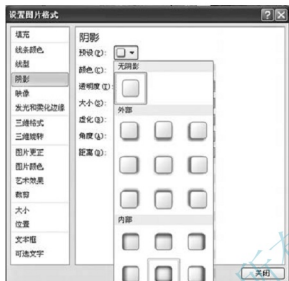 设置图片格式
填充
线条颜色
线型
阴影
映像
发光和柔化边缘
三维格式
三维旋转
图片更正
图片颜色
艺术效果
裁剪
大小
位置
文本框
可选文字
阴影
预设(P):
颜色(C):
透明度(T):
大小(S):
虚化(B):
角度(A):
距离(D):
无阴影
外部
内部
关闭